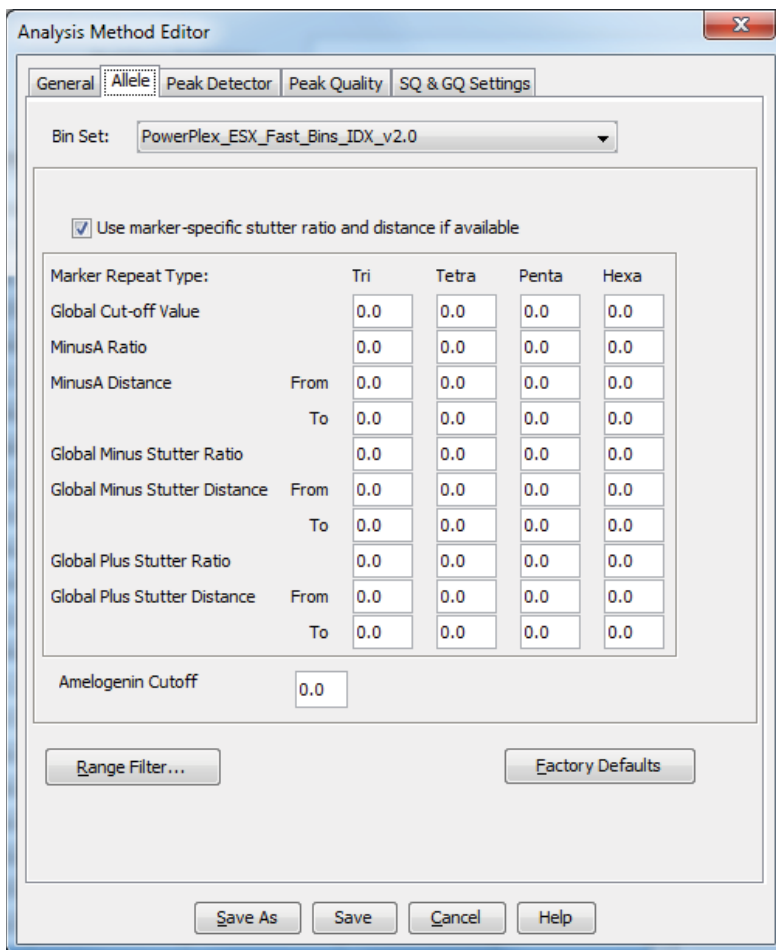 Analysis Method Editor
General Allele Peak Detector Peak Quality SQ & GQ Settings
Bin Set: PowerPlex_ESX_Fast_Bins_IDX_v2.0
Use marker-specific stutter ratio and distance if available
Marker Repeat Type: Tri Tetra Penta Hexa
Global Cut-off Value 0.0 0.0 0.0 0.0
MinusA Ratio 0.0 0.0 0.0 0.0
MinusA Distance From 0.0 0.0 0.0 0.0
To 0.0 0.0 0.0 0.0
Global Minus Stutter Ratio 0.0 0.0 0.0 0.0
Global Minus Stutter Distance From 0.0 0.0 0.0 0.0
To 0.0 0.0 0.0 0.0
Global Plus Stutter Ratio 0.0 0.0 0.0 0.0
Global Plus Stutter Distance From 0.0 0.0 0.0 0.0
To 0.0 0.0 0.0 0.0
Amelogenin Cutoff 0.0
Range Filter... Factory Defaults
Save As Save Cancel Help